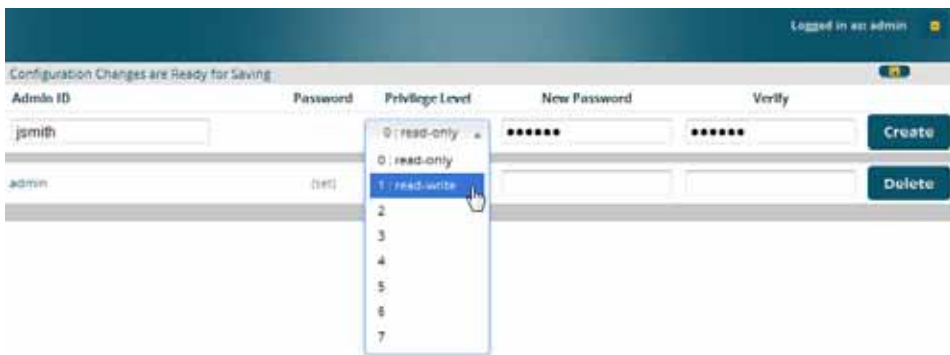 Logged in as: admin
Configuration Changes are Ready for Saving
Admin ID Password Privilege Level New Password Verify
jsmith 0 : read-only •••••• •••••• Create
0 : read-only
admin (set) 1 : read-write Delete
2
3
4
5
6
7